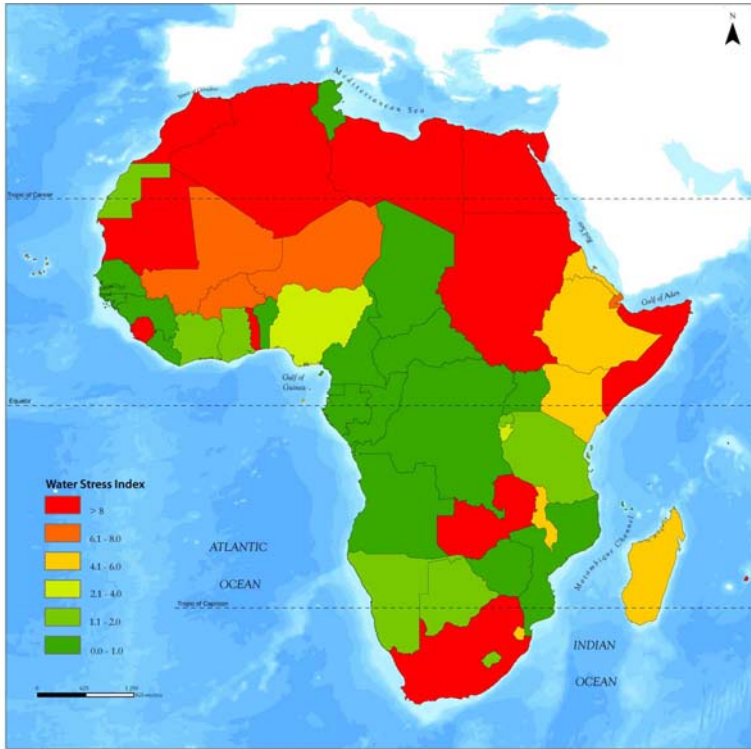 N
Mediterranean Sea
Tropic of Cancer
Red Sea
Gulf of Aden
Gulf of
Guinea
Equator
Water Stress Index
> 8
6.1 - 8.0
4.1 - 6.0
2.1 - 4.0
1.1 - 2.0
0.0 - 1.0
ATLANTIC
OCEAN
Mozambique Channel
Tropic of Capricorn
INDIAN
OCEAN
0